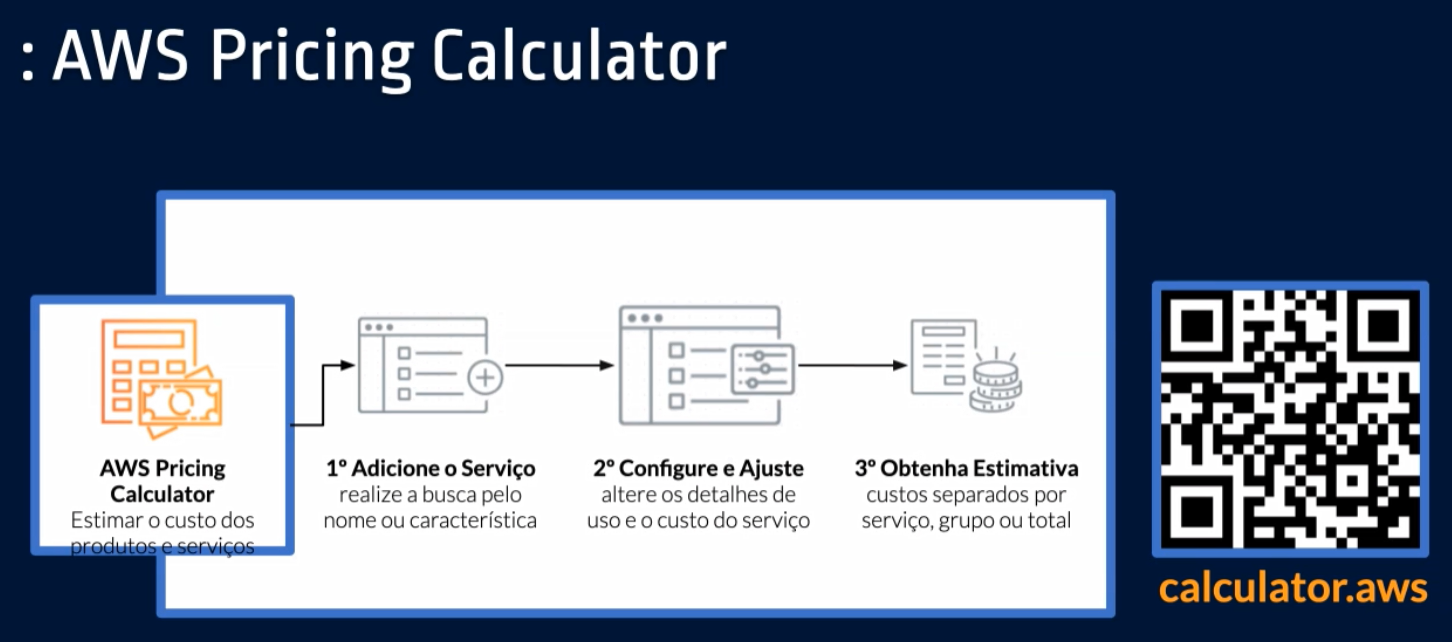 : AWS Pricing Calculator
AWS Pricing
Calculator
Estimar o custo dos
produtos e serviços
1º Adicione o Serviço
realize a busca pelo
nome ou característica
2º Configure e Ajuste
altere os detalhes de
uso e o custo do serviço
3º Obtenha Estimativa
custos separados por
serviço, grupo ou total
calculator.aws